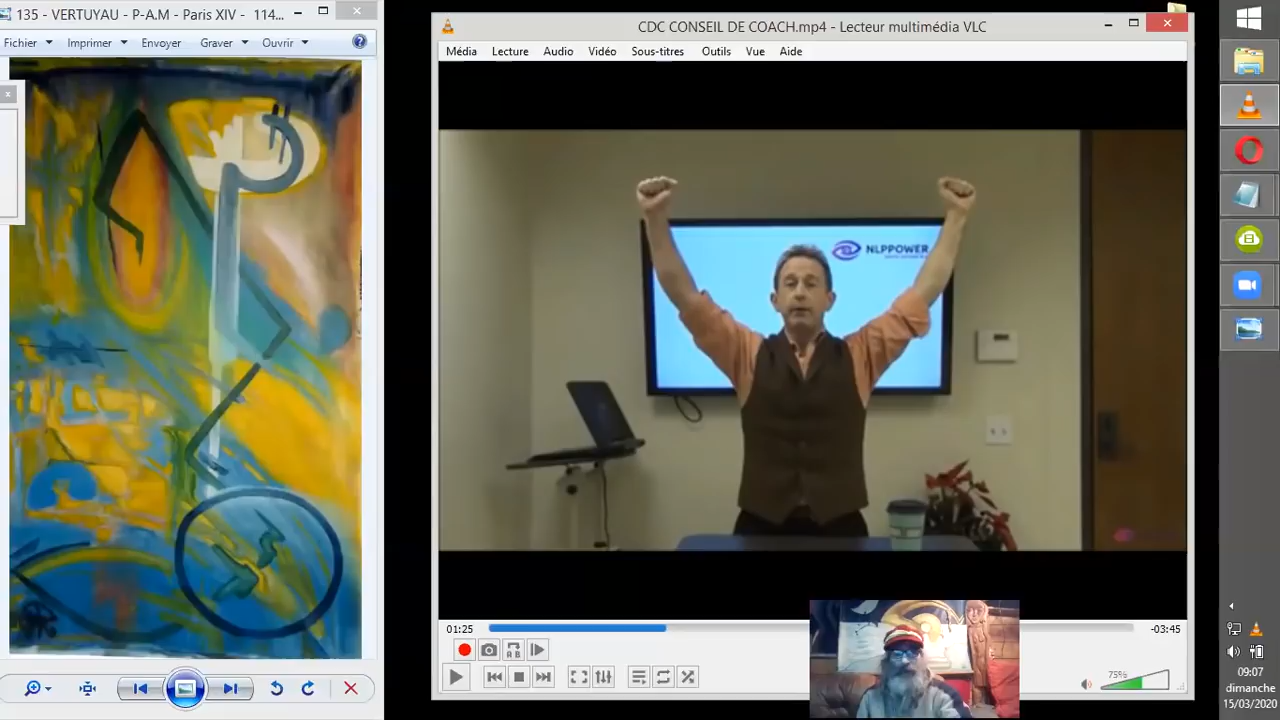 135 - VERTUYAU - P-A-M - Paris XIV - 114...
Fichier Imprimer Envoyer Graver Ouvrir
CDC CONSEIL DE COACH.mp4 - Lecteur multimédia VLC
Média Lecture Audio Vidéo Sous-titres Outils Vue Aide
NLPPOWER
01:25
-03:45
75%
09:07
dimanche
15/03/2020